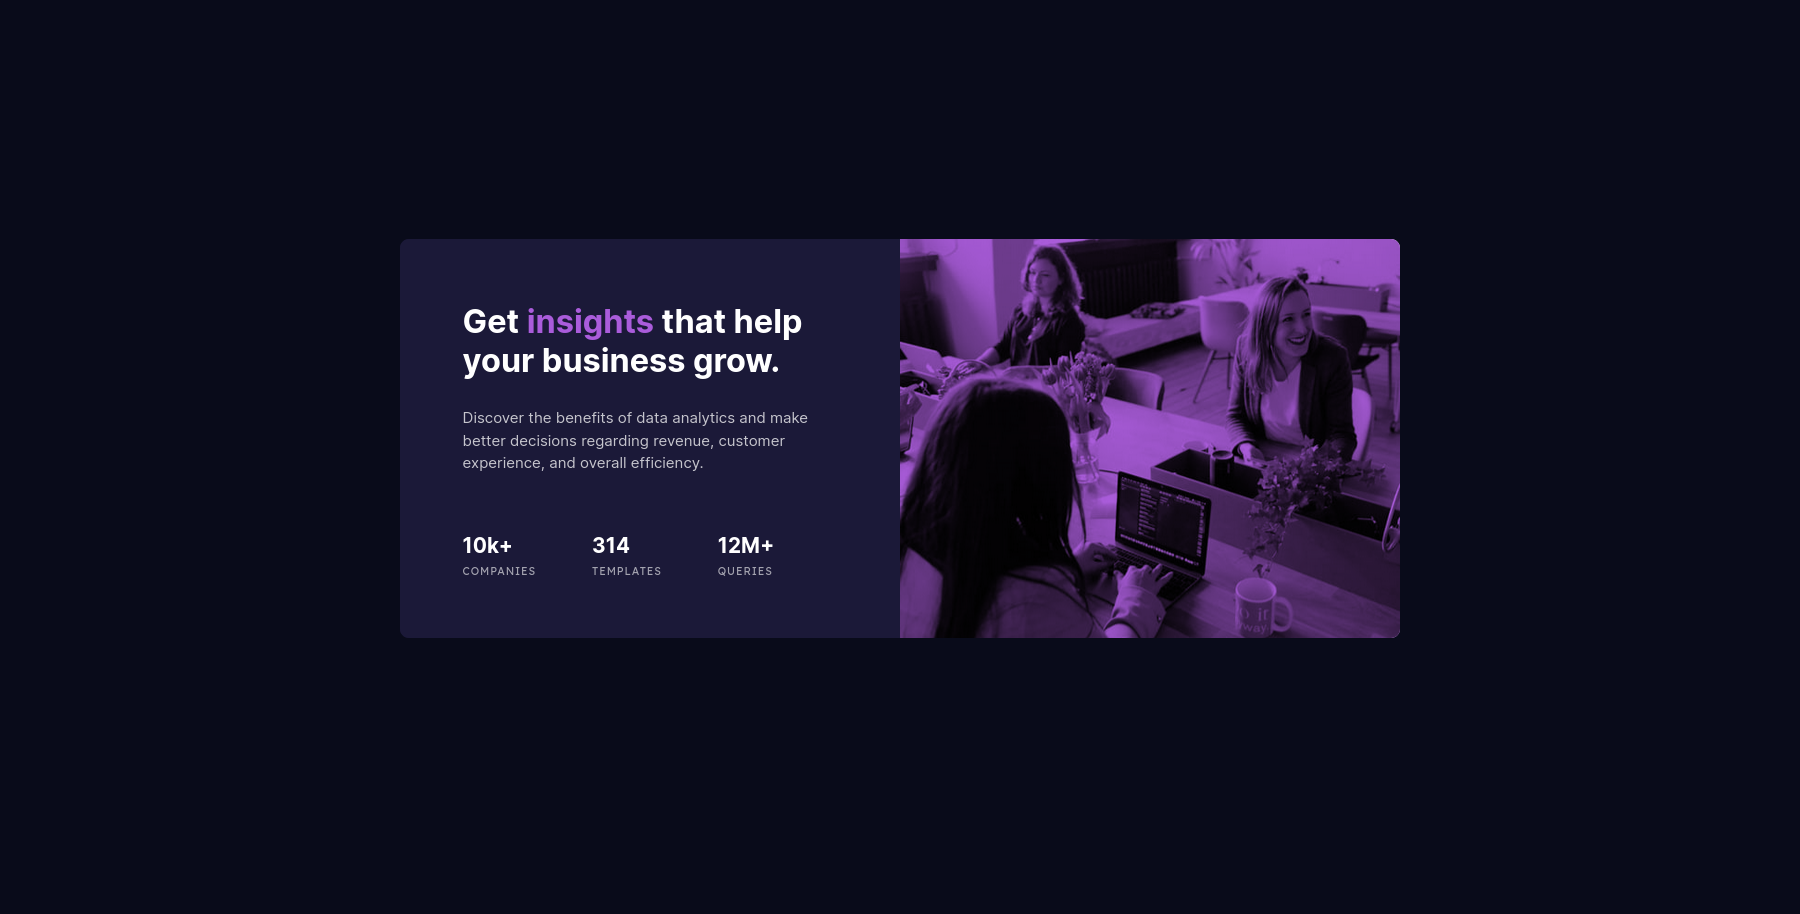 Get insights that help
your business grow.
Discover the benefits of data analytics and make
better decisions regarding revenue, customer
experience, and overall efficiency.
10k+ 314 12M+
COMPANIES TEMPLATES QUERIES